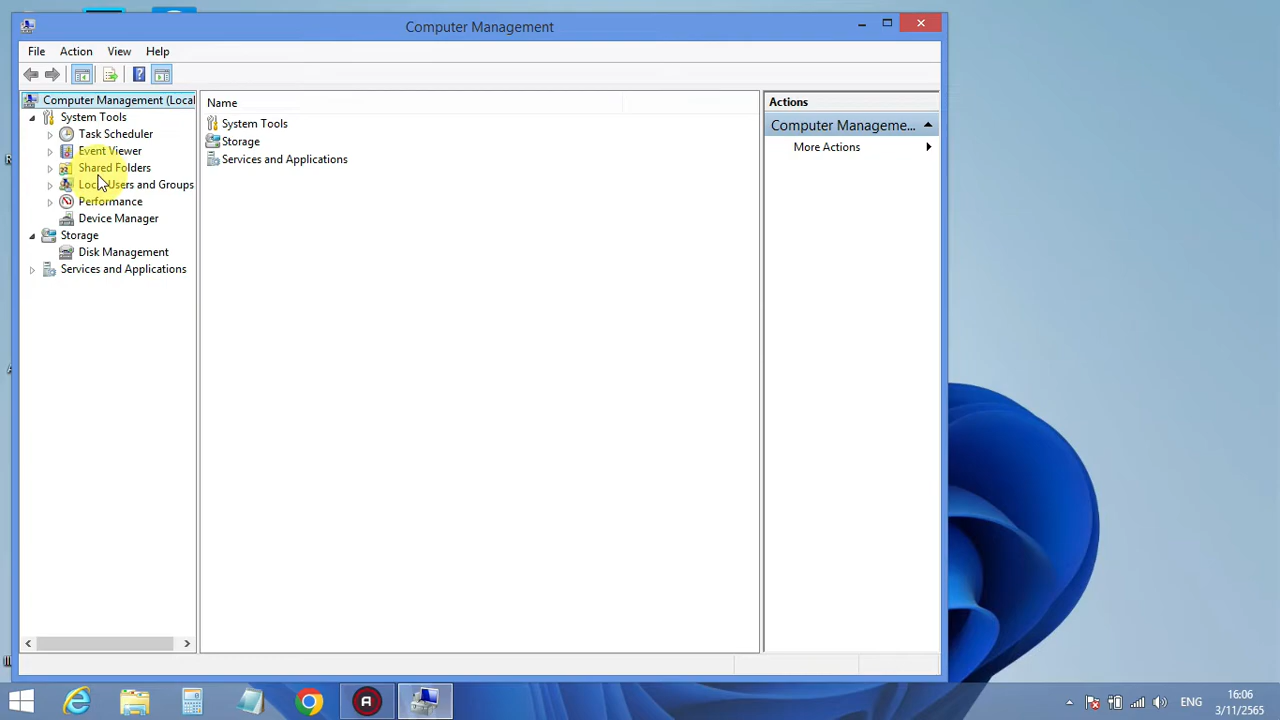 Computer Management
File Action View Help
Computer Management (Local
System Tools
Task Scheduler
Event Viewer
Shared Folders
Local Users and Groups
Performance
Device Manager
Storage
Disk Management
Services and Applications
Name
System Tools
Storage
Services and Applications
Actions
Computer Manageme...
More Actions
ENG
16:06
3/11/2565